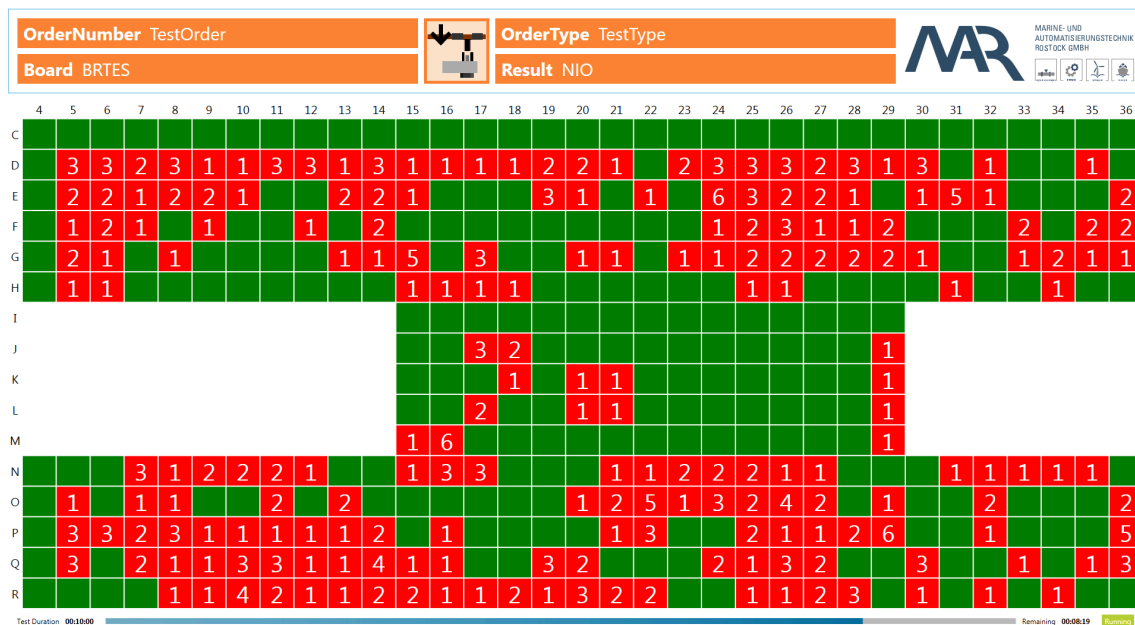 OrderNumber TestOrder
OrderType TestType
Board BRTES
Result NIO
MAR
MARINE- UND
AUTOMATISIERUNGSTECHNIK
ROSTOCK GMBH
4 5 6 7 8 9 10 11 12 13 14 15 16 17 18 19 20 21 22 23 24 25 26 27 28 29 30 31 32 33 34 35 36
C
D 3 3 2 3 1 1 3 3 1 3 1 1 1 1 2 2 1 2 3 3 3 2 3 1 3 1 1
E 2 2 1 2 2 1 2 2 1 3 1 1 6 3 2 2 1 1 5 1 2
F 1 2 1 1 1 2 1 2 3 1 1 2 2 2 2
G 2 1 1 1 1 5 3 1 1 1 1 2 2 2 2 2 1 1 2 1 1
H 1 1 1 1 1 1 1 1 1 1
I
J 3 2 1
K 1 1 1 1
L 2 1 1 1
M 1 6 1
N 3 1 2 2 2 1 1 3 3 1 1 2 2 2 1 1 1 1 1 1 1
O 1 1 1 2 2 1 2 5 1 3 2 4 2 1 2 2
P 3 3 2 3 1 1 1 1 1 2 1 1 3 2 1 1 2 6 1 5
Q 3 2 1 1 3 3 1 1 4 1 1 3 2 2 1 3 2 3 1 1 3
R 1 1 4 2 1 1 2 2 1 1 2 1 3 2 2 1 1 2 3 1 1 1
Test Duration 00:10:00 Remaining 00:08:19 Running